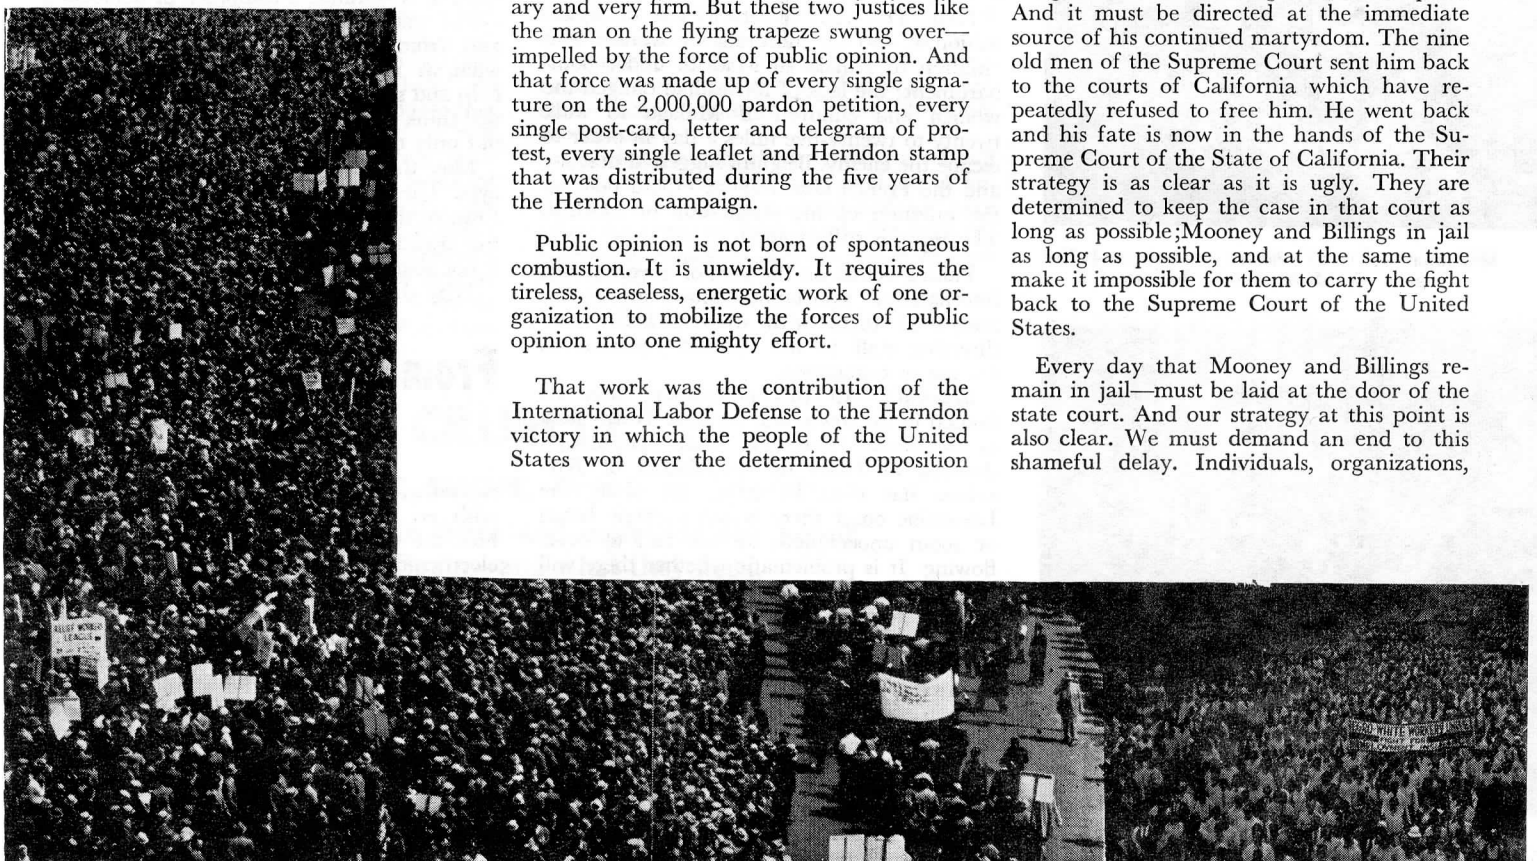 ary and very firm. But these two justices like
the man on the flying trapeze swung over—
impelled by the force of public opinion. And
that force was made up of every single signa-
ture on the 2,000,000 pardon petition, every
single post-card, letter and telegram of pro-
test, every single leaflet and Herndon stamp
that was distributed during the five years of
the Herndon campaign.
Public opinion is not born of spontaneous
combustion. It is unwieldy. It requires the
tireless, ceaseless, energetic work of one or-
ganization to mobilize the forces of public
opinion into one mighty effort.
That work was the contribution of the
International Labor Defense to the Herndon
victory in which the people of the United
States won over the determined opposition
And it must be directed at the immediate
source of his continued martyrdom. The nine
old men of the Supreme Court sent him back
to the courts of California which have re-
peatedly refused to free him. He went back
and his fate is now in the hands of the Su-
preme Court of the State of California. Their
strategy is as clear as it is ugly. They are
determined to keep the case in that court as
long as possible;Mooney and Billings in jail
as long as possible, and at the same time
make it impossible for them to carry the fight
back to the Supreme Court of the United
States.
Every day that Mooney and Billings re-
main in jail—must be laid at the door of the
state court. And our strategy at this point is
also clear. We must demand an end to this
shameful delay. Individuals, organizations,
RELIEF WORKERS
LEAGUE
WHITE WORKERS